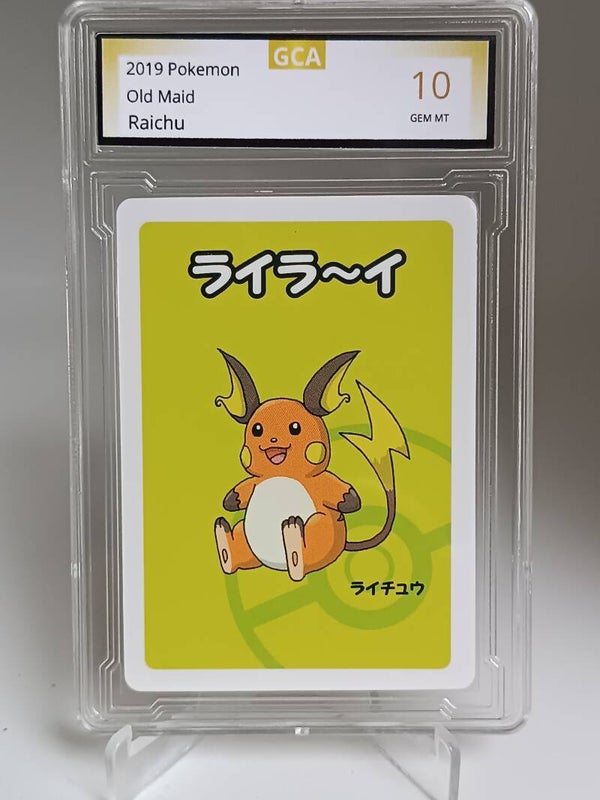 GCA
2019 Pokemon
Old Maid
Raichu
10
GEM MT
ライラ～イ
ライチュウ